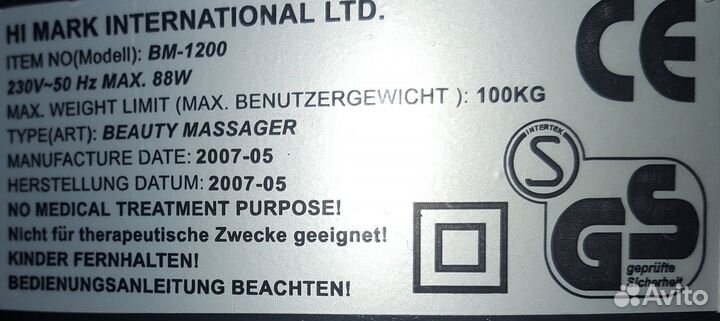 HI MARK INTERNATIONAL LTD.
ITEM NO(Modell): BM-1200
230V~50 Hz MAX. 88W
MAX. WEIGHT LIMIT (MAX. BENUTZERGEWICHT ): 100KG
TYPE(ART): BEAUTY MASSAGER
MANUFACTURE DATE: 2007-05
HERSTELLUNG DATUM: 2007-05
NO MEDICAL TREATMENT PURPOSE!
Nicht für therapeutische Zwecke geeignet!
KINDER FERNHALTEN!
BEDIENUNGSANLEITUNG BEACHTEN!
CE
INTERTEK
S
GS
geprüfte
Sicherheit
Avito